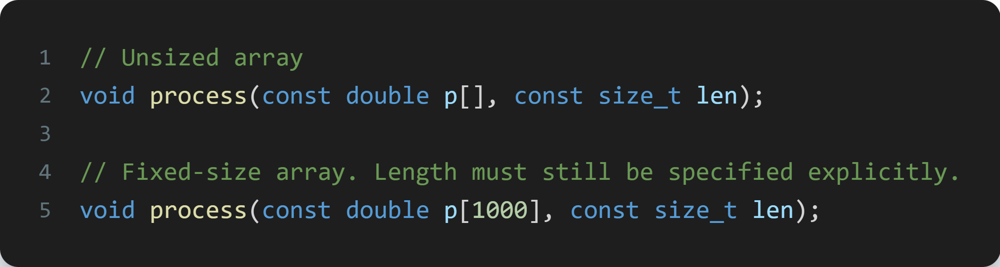 1 // Unsized array
2 void process(const double p[], const size_t len);
3
4 // Fixed-size array. Length must still be specified explicitly.
5 void process(const double p[1000], const size_t len);